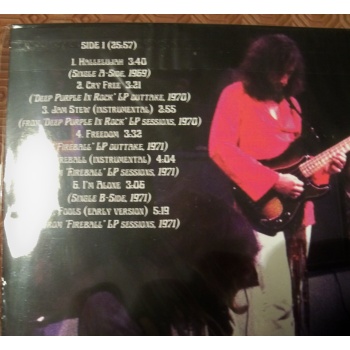 SIDE 1 (25:57)
1. HALLELUJAH 3:40
(SINGLE A-SIDE, 1969)
2. CRY FREE 3:21
('DEEP PURPLE IN ROCK' LP OUTTAKE, 1970)
3. JAM STEW (INSTRUMENTAL) 2:55
(FROM 'DEEP PURPLE IN ROCK' LP SESSIONS, 1970)
4. FREEDOM 3:32
'FIREBALL' LP OUTTAKE, 1971)
FIREBALL (INSTRUMENTAL) 4:04
'FIREBALL' LP SESSIONS, 1971)
6. I'M ALONE 3:05
(SINGLE B-SIDE, 1971)
FOOLS (EARLY VERSION) 5:19
'FIREBALL' LP SESSIONS, 1971)